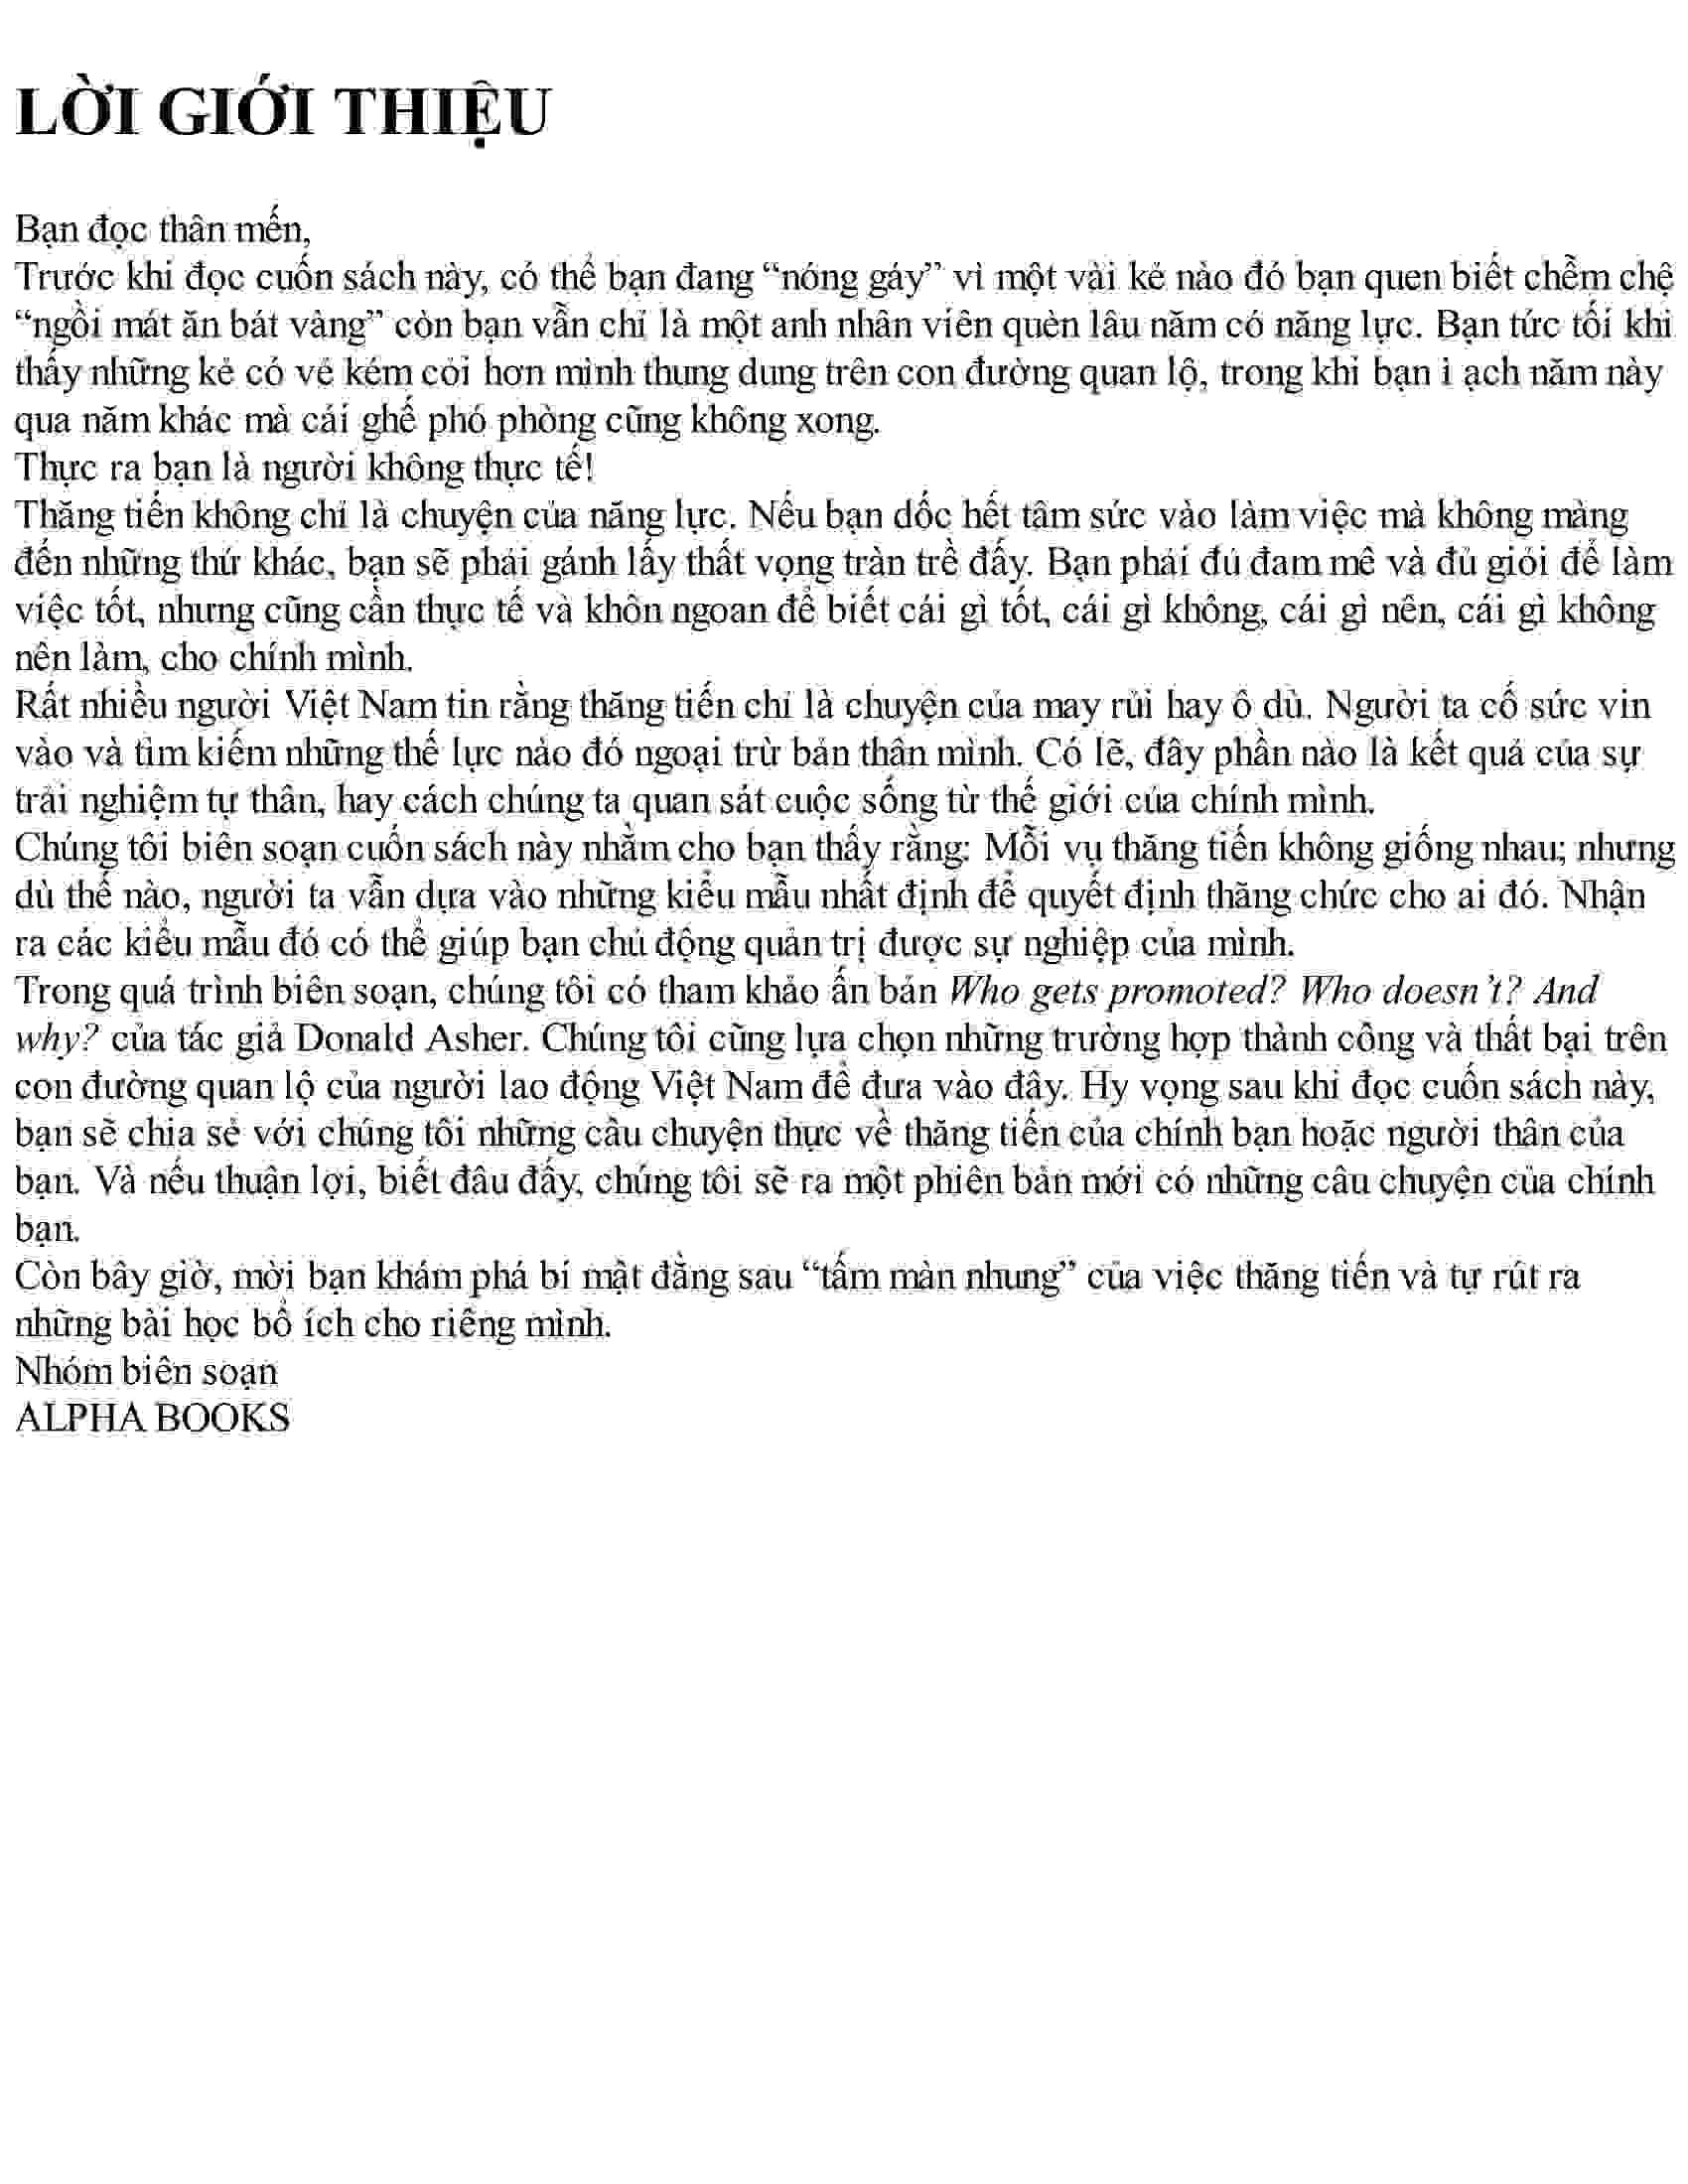 LỜI GIỚI THIỆU
Bạn đọc thân mến,
Trước khi đọc cuốn sách này, có thể bạn đang “nóng gáy” vì một vài kẻ nào đó bạn quen biết chễm chệ
“ngồi mát ăn bát vàng” còn bạn vẫn chỉ là một anh nhân viên quèn lâu năm có năng lực. Bạn tức tối khi
thấy những kẻ có vẻ kém cỏi hơn mình thung dung trên con đường quan lộ, trong khi bạn ì ạch năm này
qua năm khác mà cái ghế phó phòng cũng không xong.
Thực ra bạn là người không thực tế!
Thăng tiến không chỉ là chuyện của năng lực. Nếu bạn dốc hết tâm sức vào làm việc mà không màng
đến những thứ khác, bạn sẽ phải gánh lấy thất vọng tràn trề đấy. Bạn phải đủ đam mê và đủ giỏi để làm
việc tốt, nhưng cũng cần thực tế và khôn ngoan để biết cái gì tốt, cái gì không, cái gì nên, cái gì không
nên làm, cho chính mình.
Rất nhiều người Việt Nam tin rằng thăng tiến chỉ là chuyện của may rủi hay ô dù. Người ta cố sức vin
vào và tìm kiếm những thế lực nào đó ngoại trừ bản thân mình. Có lẽ, đây phần nào là kết quả của sự
trải nghiệm tự thân, hay cách chúng ta quan sát cuộc sống từ thế giới của chính mình.
Chúng tôi biên soạn cuốn sách này nhằm cho bạn thấy rằng: Mỗi vụ thăng tiến không giống nhau; nhưng
dù thế nào, người ta vẫn dựa vào những kiểu mẫu nhất định để quyết định thăng chức cho ai đó. Nhận
ra các kiểu mẫu đó có thể giúp bạn chủ động quản trị được sự nghiệp của mình.
Trong quá trình biên soạn, chúng tôi có tham khảo ấn bản Who gets promoted? Who doesn’t? And
why? của tác giả Donald Asher. Chúng tôi cũng lựa chọn những trường hợp thành công và thất bại trên
con đường quan lộ của người lao động Việt Nam để đưa vào đây. Hy vọng sau khi đọc cuốn sách này,
bạn sẽ chia sẻ với chúng tôi những câu chuyện thực về thăng tiến của chính bạn hoặc người thân của
bạn. Và nếu thuận lợi, biết đâu đấy, chúng tôi sẽ ra một phiên bản mới có những câu chuyện của chính
bạn.
Còn bây giờ, mời bạn khám phá bí mật đằng sau “tấm màn nhung” của việc thăng tiến và tự rút ra
những bài học bổ ích cho riêng mình.
Nhóm biên soạn
ALPHA BOOKS